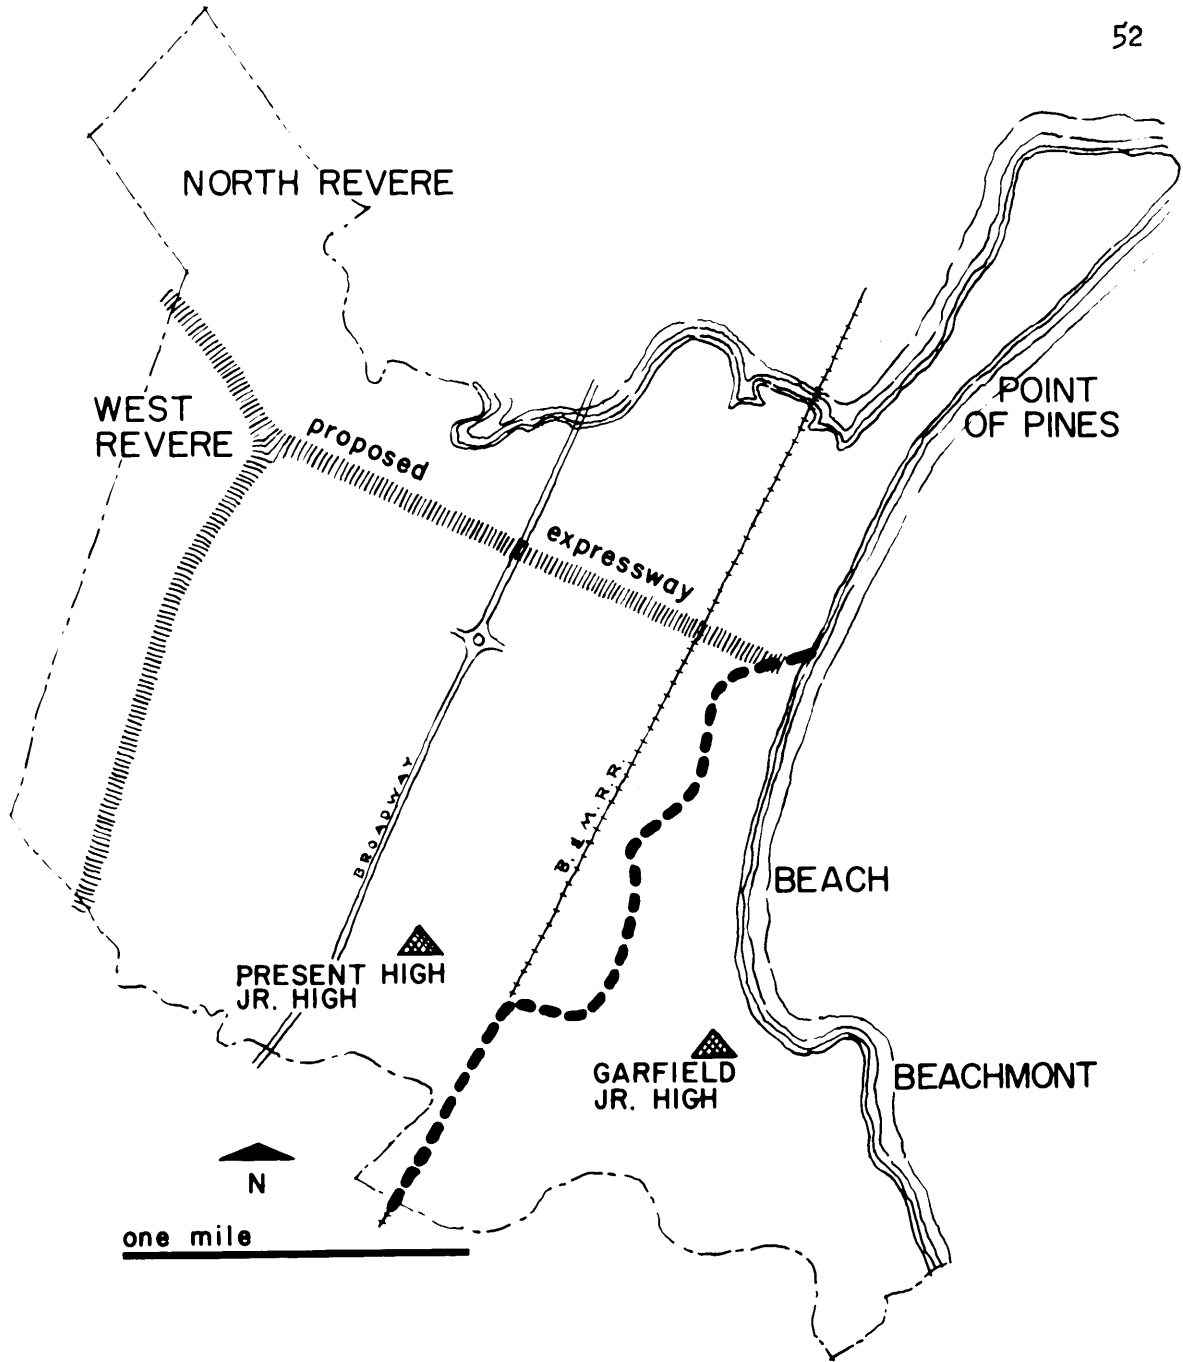 52
NORTH REVERE
WEST
REVERE
POINT
OF PINES
proposed
expressway
BROADWAY
B. & M. R. R.
BEACH
PRESENT HIGH
JR. HIGH
GARFIELD
JR. HIGH
BEACHMONT
N
one mile